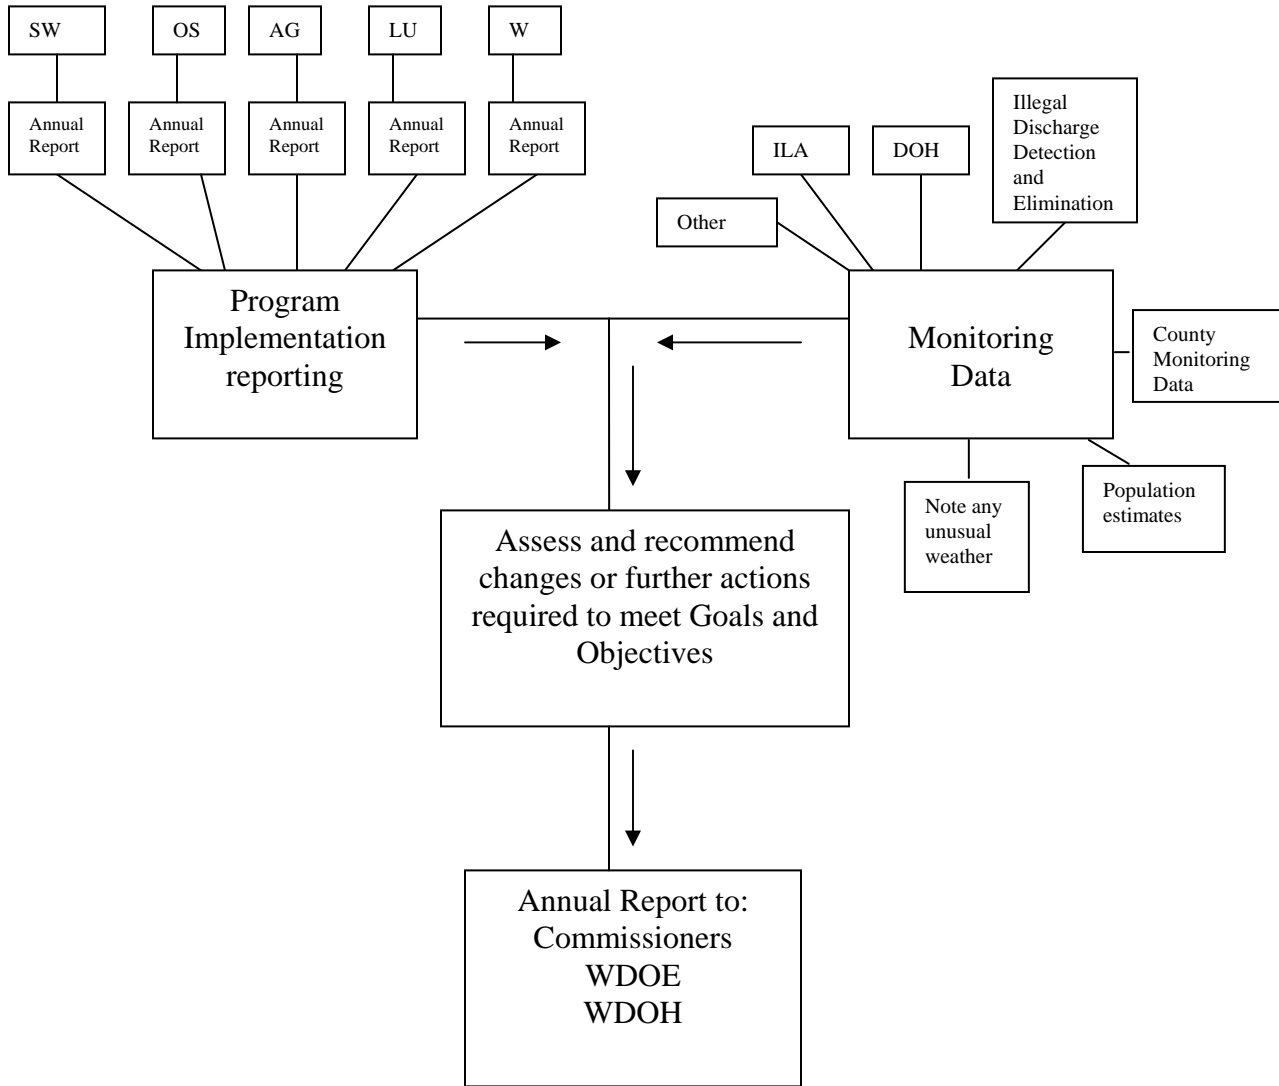 SW
OS
AG
LU
W
Annual
Report
Annual
Report
Annual
Report
Annual
Report
Annual
Report
Illegal
Discharge
Detection
and
Elimination
ILA
DOH
Other
Program
Implementation
reporting
Monitoring
Data
County
Monitoring
Data
Note any
unusual
weather
Population
estimates
Assess and recommend
changes or further actions
required to meet Goals and
Objectives
Annual Report to:
Commissioners
WDOE
WDOH